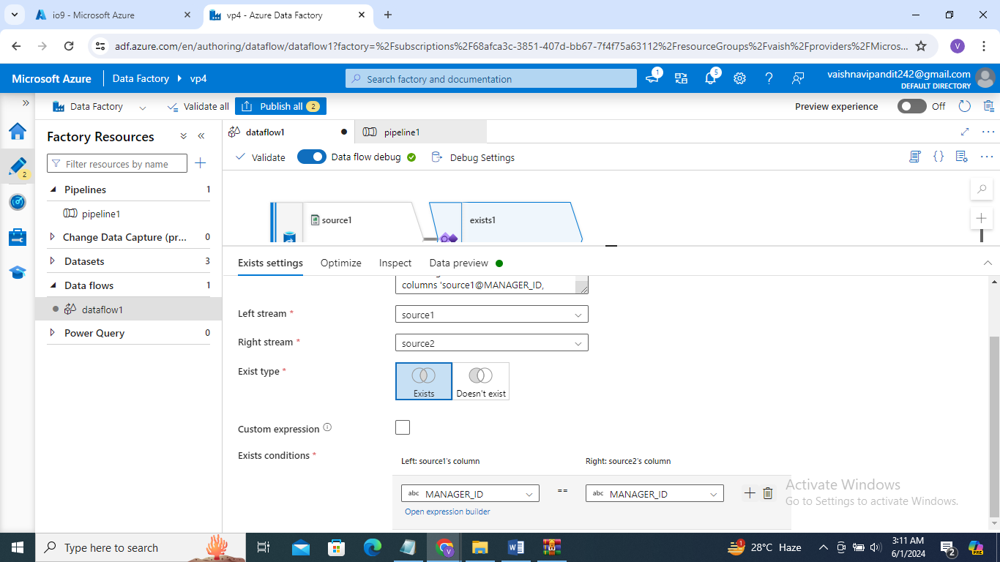 io9 - Microsoft Azure
vp4 - Azure Data Factory
adf.azure.com/en/authoring/dataflow/dataflow1?factory=%2Fsubscriptions%2F68afca3c-3851-407d-bb67-7f4f75a63112%2FresourceGroups%2Fvaish%2Fproviders%2FMicros...
V
Microsoft Azure
Data Factory
vp4
Search factory and documentation
1
5
vaishnavipandit242@gmail.com
DEFAULT DIRECTORY
Data Factory
Validate all
Publish all 2
Preview experience
Off
Factory Resources
dataflow1
pipeline1
Filter resources by name
Validate
Data flow debug
Debug Settings
2
Pipelines 1
pipeline1
Change Data Capture (pr... 0
Datasets 3
Data flows 1
dataflow1
Power Query 0
source1
exists1
Exists settings
Optimize
Inspect
Data preview
columns 'source1@MANAGER_ID,
Left stream *
source1
Right stream *
source2
Exist type *
Exists
Doesn't exist
Custom expression
Exists conditions *
Left: source1's column
Right: source2's column
abc MANAGER_ID
==
abc MANAGER_ID
Open expression builder
Activate Windows
Go to Settings to activate Windows.
Type here to search
V
W
1
28°C Haze
3:11 AM
6/1/2024
2
PRE